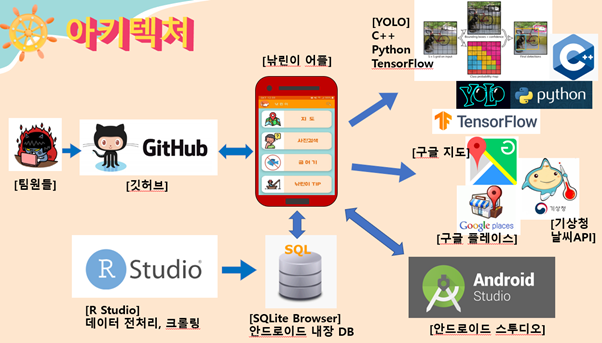 아키텍처
[낚린이 어플]
[YOLO]
C++
Python
TensorFlow
C++
YOLO
python
TensorFlow
지 도
사진검색
물 때 기
낚린이 TIP
GitHub
[팀원들]
[깃허브]
[구글 지도]
Google places
[구글 플레이스]
기상청
[기상청
날씨API]
R Studio
[R Studio]
데이터 전처리, 크롤링
SQL
[SQLite Browser]
안드로이드 내장 DB
Android
Studio
[안드로이드 스투디오]